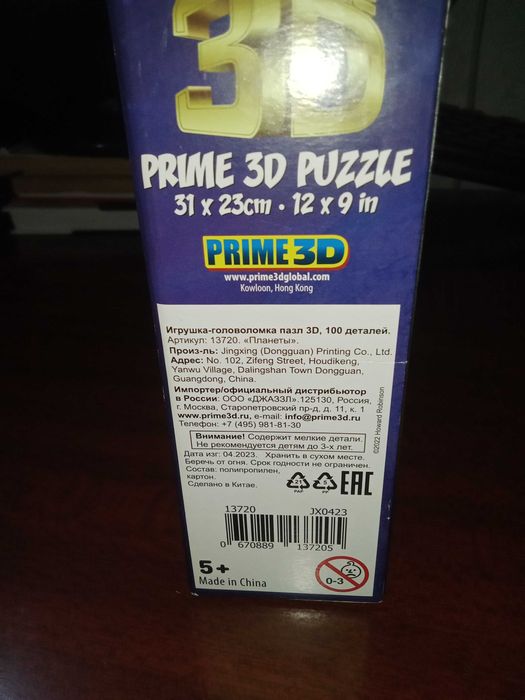 3D
PRIME 3D PUZZLE
31 x 23cm · 12 x 9 in
PRIME3D
www.prime3dglobal.com
Kowloon, Hong Kong
Игрушка-головоломка пазл 3D, 100 деталей.
Артикул: 13720. «Планеты».
Произ-ль: Jingxing (Dongguan) Printing Co., Ltd.
Адрес: No. 102, Zifeng Street, Houdikeng,
Yanwu Village, Dalingshan Town Dongguan,
Guangdong, China.
Импортер/официальный дистрибьютор
в России: ООО «ДЖАЗЗЛ».125130, Россия,
г. Москва, Старопетровский пр-д, д. 11, к. 1
www.prime3d.ru, e-mail: info@prime3d.ru
Телефон: +7 (495) 981-81-30
Внимание! Содержит мелкие детали.
Не рекомендуется детям до 3-х лет.
Дата изг: 04.2023. Хранить в сухом месте.
Беречь от огня. Срок годности не ограничен.
Состав: полипропилен,
картон.
Сделано в Китае.
21
PAP
5
PP
EAC
©2022 Howard Robinson
13720 JX0423
0 670889 137205
5+
Made in China
0-3